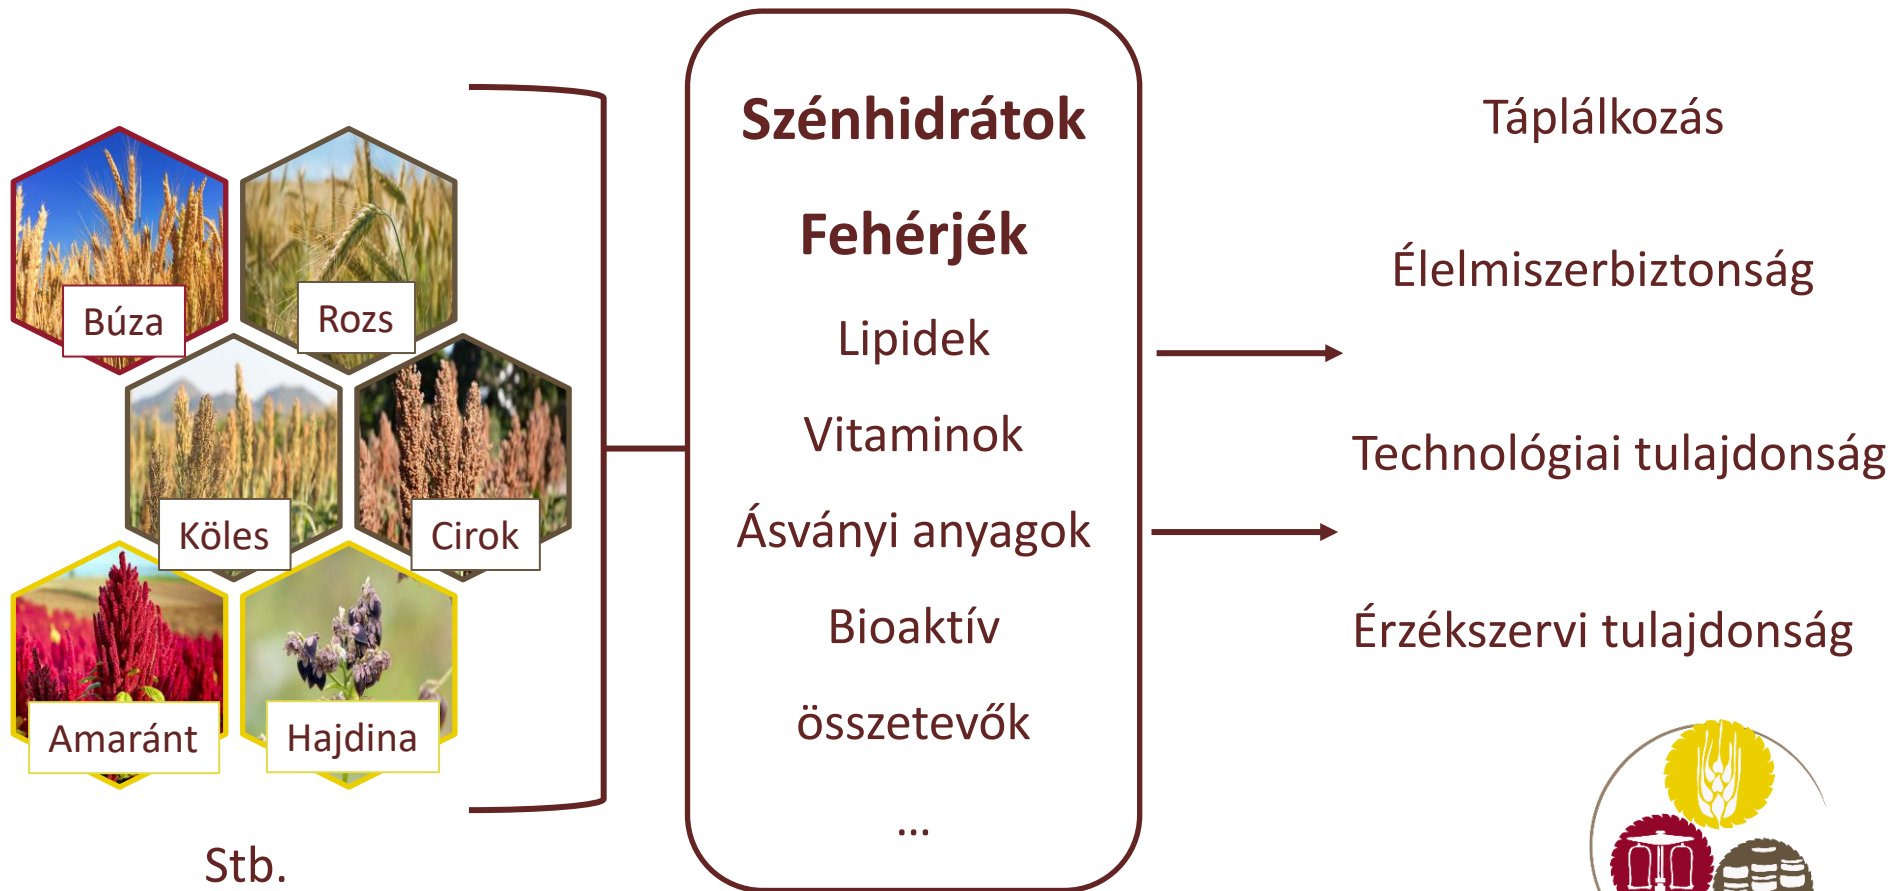 Búza
Rozs
Köles
Cirok
Amaránt
Hajdina
Stb.
Szénhidrátok
Fehérjék
Lipidek
Vitaminok
Ásványi anyagok
Bioaktív
összetevők
...
Táplálkozás
Élelmiszerbiztonság
Technológiai tulajdonság
Érzékszervi tulajdonság